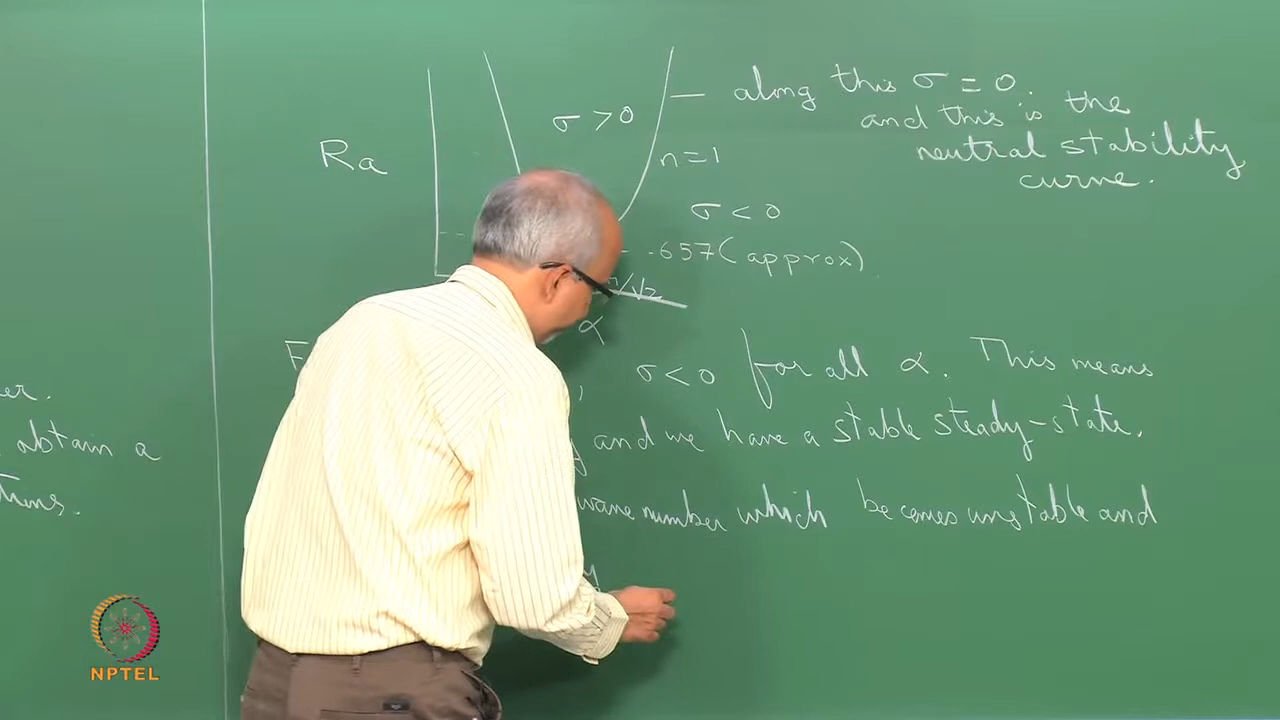 along this σ = 0.
and this is the
neutral stability
curve.
σ > 0
Ra
n=1
σ < 0
657 (approx)
π/√2
α
σ < 0 for all α. This means
and we have a stable steady-state.
wave number which becomes unstable and
obtain a
NPTEL